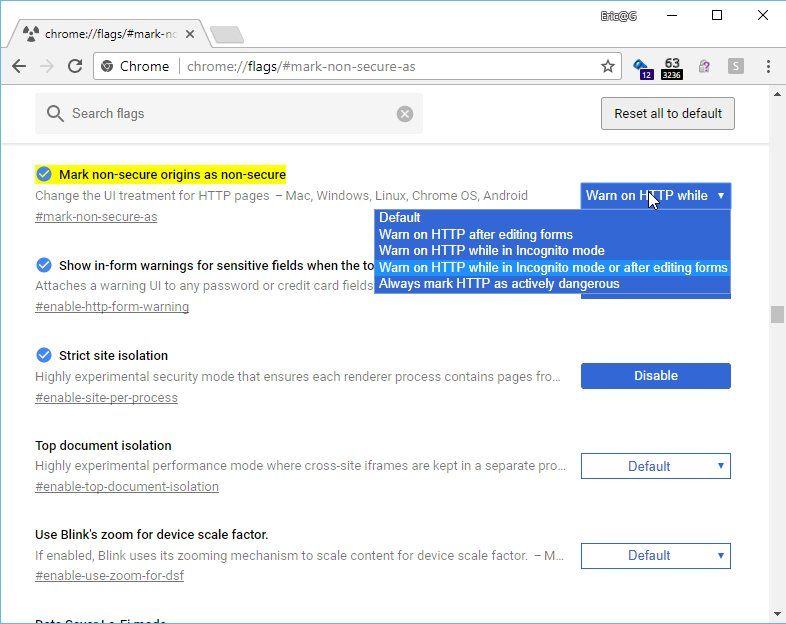 Eric@G
chrome://flags/#mark-no
Chrome chrome://flags/#mark-non-secure-as
12
63
3236
S
Search flags
Reset all to default
Mark non-secure origins as non-secure
Change the UI treatment for HTTP pages – Mac, Windows, Linux, Chrome OS, Android
#mark-non-secure-as
Warn on HTTP while
Default
Warn on HTTP after editing forms
Warn on HTTP while in Incognito mode
Warn on HTTP while in Incognito mode or after editing forms
Always mark HTTP as actively dangerous
Show in-form warnings for sensitive fields when the to
Attaches a warning UI to any password or credit card fields
#enable-http-form-warning
Strict site isolation
Highly experimental security mode that ensures each renderer process contains pages fro...
#enable-site-per-process
Disable
Top document isolation
Highly experimental performance mode where cross-site iframes are kept in a separate pro...
#enable-top-document-isolation
Default
Use Blink's zoom for device scale factor.
If enabled, Blink uses its zooming mechanism to scale content for device scale factor. – M...
#enable-use-zoom-for-dsf
Default
Data Saver Lo-Fi mode